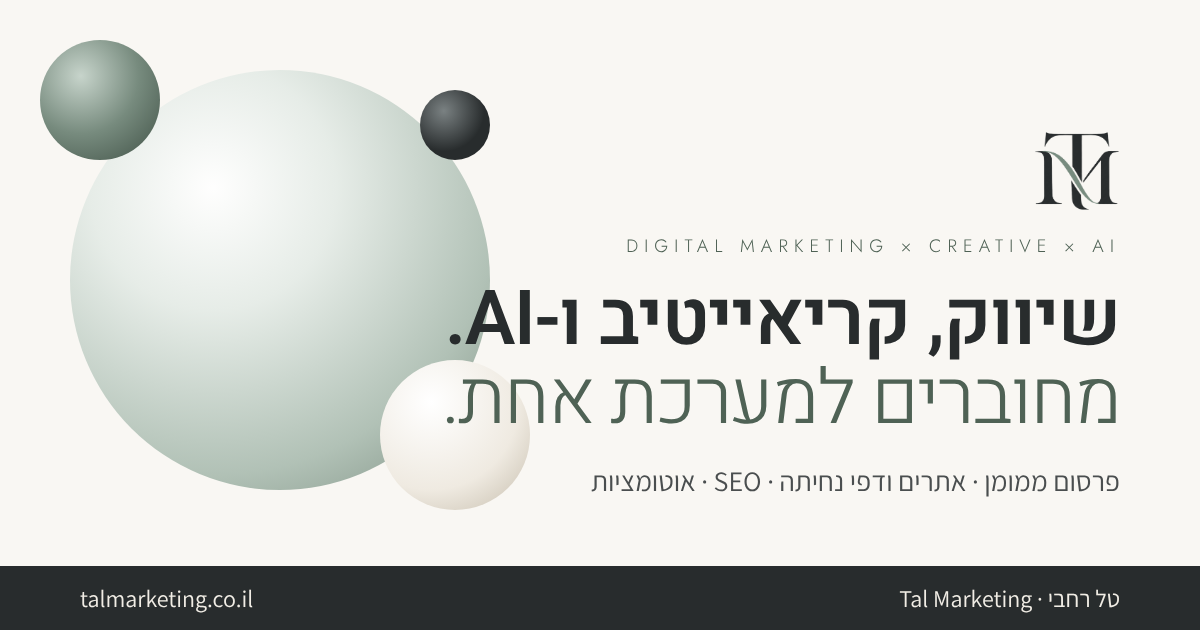 TM
DIGITAL MARKETING × CREATIVE × AI
שיווק, קריאייטיב ו-AI.
מחוברים למערכת אחת.
פרסום ממומן · אתרים ודפי נחיתה · SEO · אוטומציות
טל רחבי · Tal Marketing
talmarketing.co.il